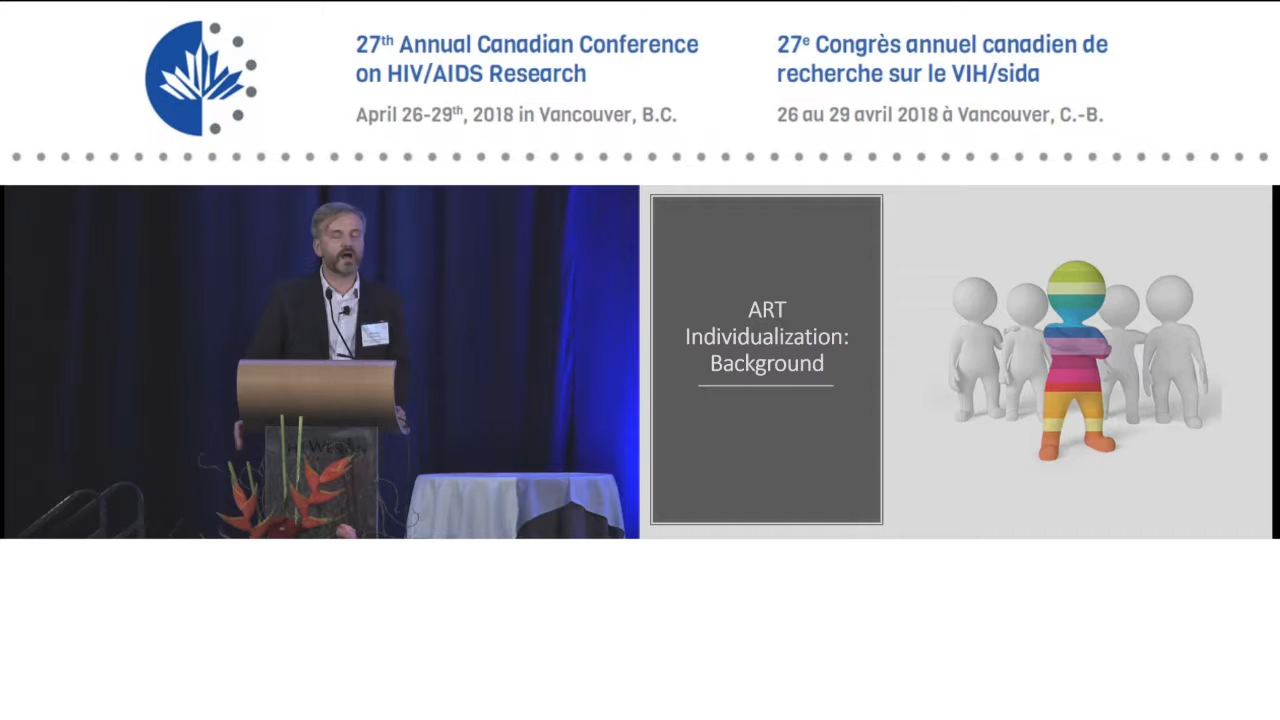 27th Annual Canadian Conference
on HIV/AIDS Research
April 26-29th, 2018 in Vancouver, B.C.
27e Congrès annuel canadien de
recherche sur le VIH/sida
26 au 29 avril 2018 à Vancouver, C.-B.
ART
Individualization:
Background
WESTIN